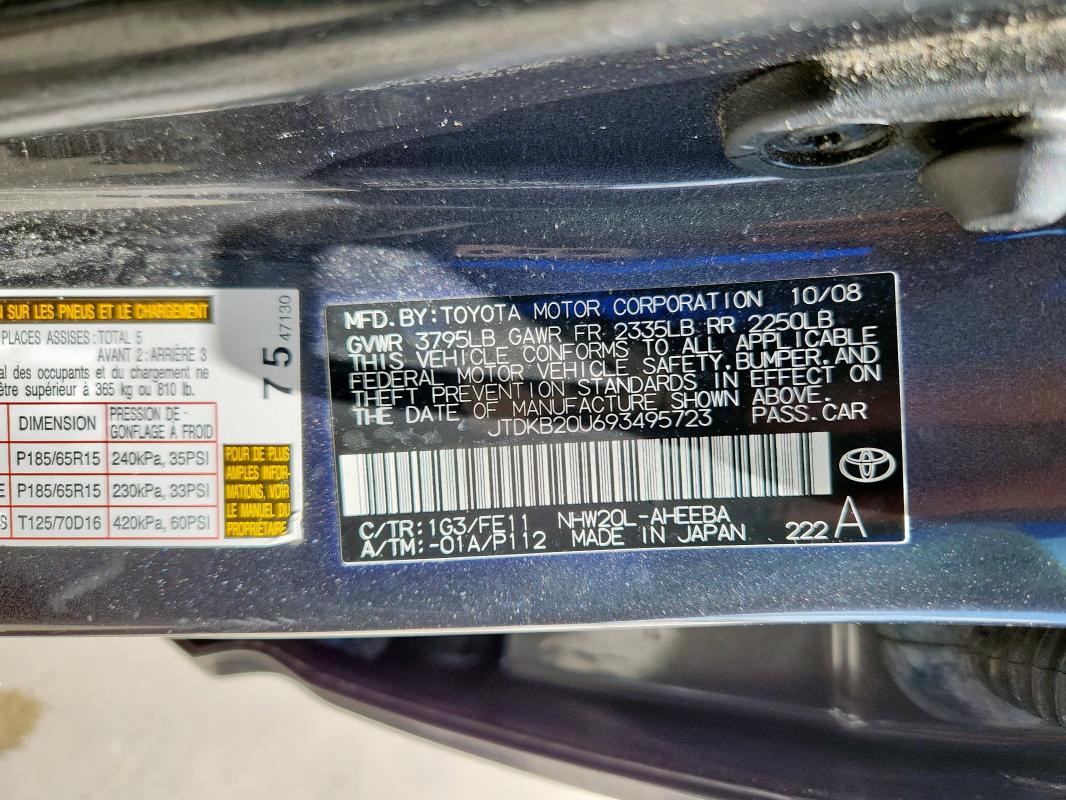 N SUR LES PNEUS ET LE CHARGEMENT
PLACES ASSISES: TOTAL 5
AVANT 2: ARRIÈRE 3
al des occupants et du chargement ne
être supérieur à 365 kg ou 810 lb.
DIMENSION
PRESSION DE -
GONFLAGE À FROID
P185/65R15 240kPa, 35PSI
E P185/65R15 230kPa, 33PSI
S T125/70D16 420kPa, 60PSI
75
47130
POUR DE PLUS
AMPLES INFOR-
MATIONS, VOIR
LE MANUEL DU
PROPRIÉTAIRE
MFD. BY: TOYOTA MOTOR CORPORATION 10/08
GVWR 3795LB GAWR FR 2335LB RR 2250LB
THIS VEHICLE CONFORMS TO ALL APPLICABLE
FEDERAL MOTOR VEHICLE SAFETY, BUMPER, AND
THEFT PREVENTION STANDARDS IN EFFECT ON
THE DATE OF MANUFACTURE SHOWN ABOVE.
JTDKB20U693495723 PASS. CAR
C/TR: 1G3/FE11 NHW20L-AHEEBA
A/TM: -01A/P112 MADE IN JAPAN 222 A